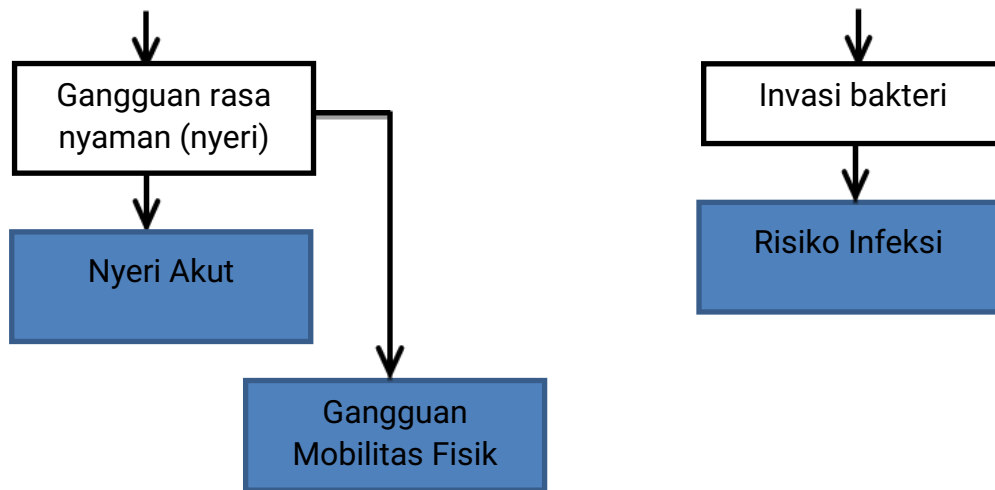 Gangguan rasa
nyaman (nyeri)
Invasi bakteri
Nyeri Akut
Risiko Infeksi
Gangguan
Mobilitas Fisik